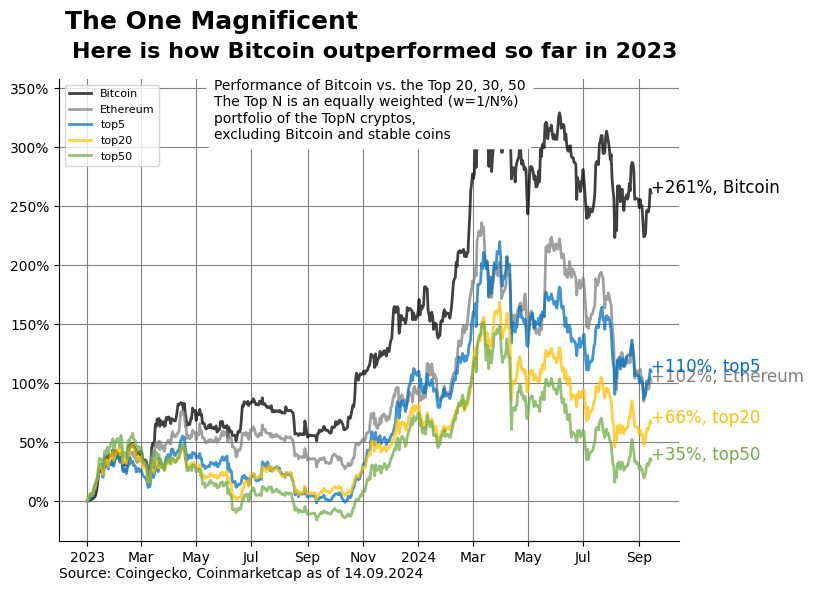 The One Magnificent
Here is how Bitcoin outperformed so far in 2023
Performance of Bitcoin vs. the Top 20, 30, 50
The Top N is an equally weighted (w=1/N%)
portfolio of the TopN cryptos,
excluding Bitcoin and stable coins
Bitcoin
Ethereum
top5
top20
top50
350%
300%
250%
200%
150%
100%
50%
0%
+261%, Bitcoin
+110%, top5
+102%, Ethereum
+66%, top20
+35%, top50
2023 Mar May Jul Sep Nov 2024 Mar May Jul Sep
Source: Coingecko, Coinmarketcap as of 14.09.2024